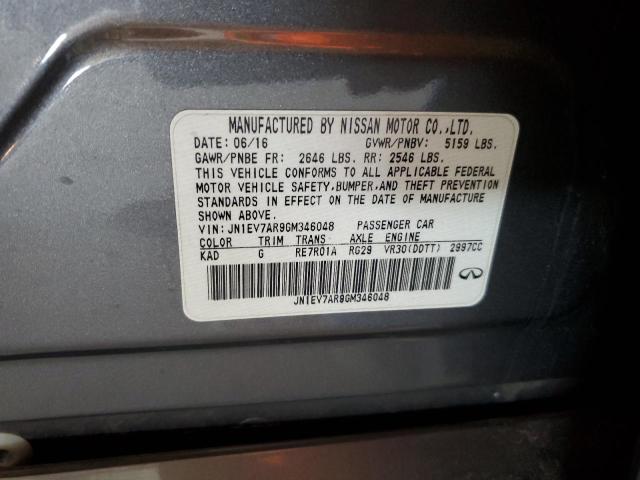 MANUFACTURED BY NISSAN MOTOR CO.,LTD.
DATE: 06/16 GVWR/PNBV: 5159 LBS.
GAWR/PNBE FR: 2646 LBS. RR: 2546 LBS.
THIS VEHICLE CONFORMS TO ALL APPLICABLE FEDERAL
MOTOR VEHICLE SAFETY,BUMPER,AND THEFT PREVENTION
STANDARDS IN EFFECT ON THE DATE OF MANUFACTURE
SHOWN ABOVE.
VIN:JN1EV7AR9GM346048 PASSENGER CAR
COLOR TRIM TRANS AXLE ENGINE
KAD G RE7R01A RG29 VR30(DDTT) 2997CC
JN1EV7AR9GM346048